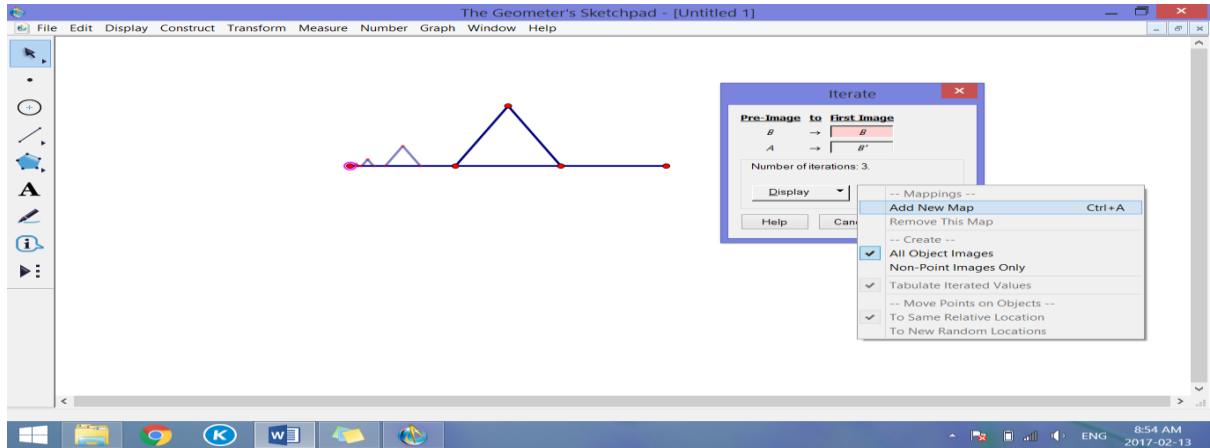 The Geometer's Sketchpad - [Untitled 1]
File Edit Display Construct Transform Measure Number Graph Window Help
A
Iterate
Pre-Image to First Image
B → B
A → B'
Number of iterations: 3.
Display
Help Can
-- Mappings --
Add New Map Ctrl+A
Remove This Map
-- Create --
All Object Images
Non-Point Images Only
Tabulate Iterated Values
-- Move Points on Objects --
To Same Relative Location
To New Random Locations
K W ENG 8:54 AM
2017-02-13